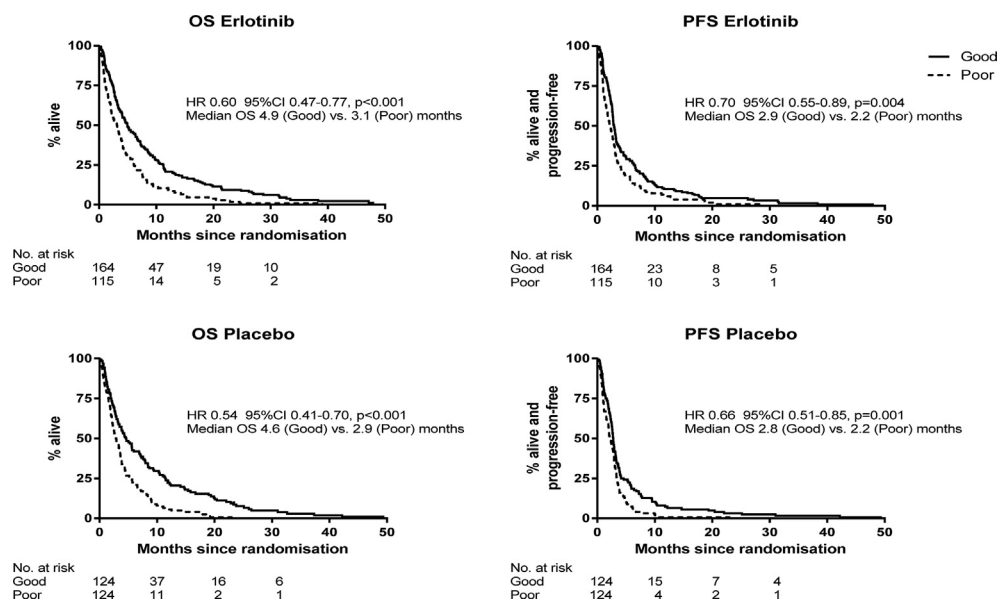 OS Erlotinib
100
75
50
25
0
% alive
HR 0.60 95%CI 0.47-0.77, p<0.001
Median OS 4.9 (Good) vs. 3.1 (Poor) months
0 10 20 30 40 50
Months since randomisation
No. at risk
Good 164 47 19 10
Poor 115 14 5 2
PFS Erlotinib
100
75
50
25
0
% alive and
progression-free
HR 0.70 95%CI 0.55-0.89, p=0.004
Median OS 2.9 (Good) vs. 2.2 (Poor) months
0 10 20 30 40 50
Months since randomisation
No. at risk
Good 164 23 8 5
Poor 115 10 3 1
Good
Poor
OS Placebo
100
75
50
25
0
% alive
HR 0.54 95%CI 0.41-0.70, p<0.001
Median OS 4.6 (Good) vs. 2.9 (Poor) months
0 10 20 30 40 50
Months since randomisation
No. at risk
Good 124 37 16 6
Poor 124 11 2 1
PFS Placebo
100
75
50
25
0
% alive and
progression-free
HR 0.66 95%CI 0.51-0.85, p=0.001
Median OS 2.8 (Good) vs. 2.2 (Poor) months
0 10 20 30 40 50
Months since randomisation
No. at risk
Good 124 15 7 4
Poor 124 4 2 1